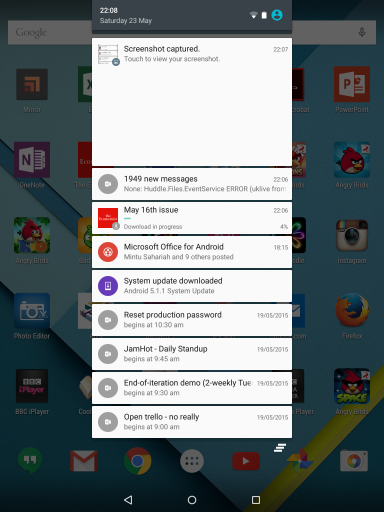 22:08
Saturday 23 May
Google
Screenshot captured.
22:07
Touch to view your screenshot.
Mirror
Acrobat
PowerPoint
1949 new messages
22:06
None: Huddle.Files.EventService ERROR (uklive from
OneNote
Angry Birds
May 16th issue
22:06
Download in progress
4%
Microsoft Office for Android
18:15
Mintu Sahariah and 9 others posted
Angry Birds
Instagram
System update downloaded
Android 5.1.1 System Update
Reset production password
19/05/2015
begins at 10:30 am
Photo Editor
Firefox
JamHot - Daily Standup
19/05/2015
begins at 9:45 am
End-of-iteration demo (2-weekly Tue
19/05/2015
begins at 9:30 am
BBC iPlayer
Player
SPACE
Angry Birds
Open trello - no really
19/05/2015
begins at 9:00 am